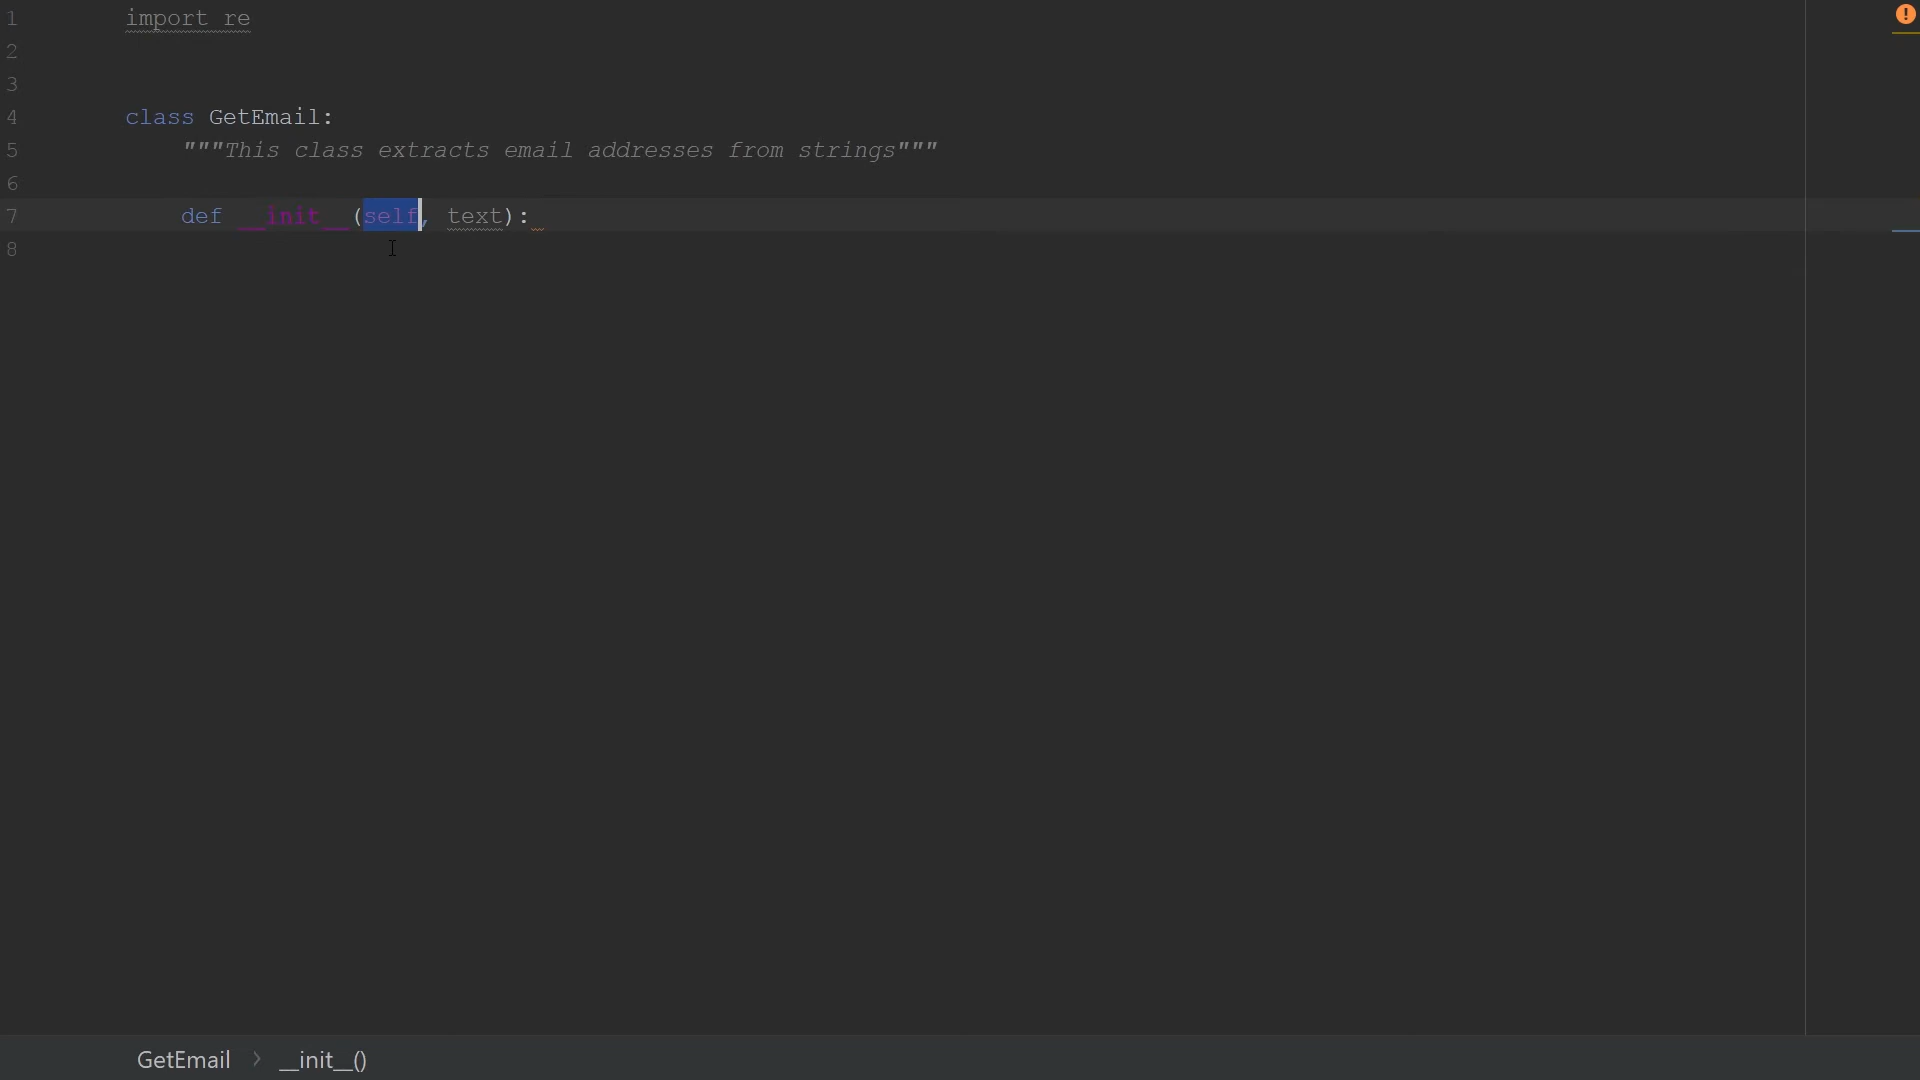 1 import re
2
3
4 class GetEmail:
5 """This class extracts email addresses from strings"""
6
7 def __init__(self, text):
8
GetEmail > __init__()